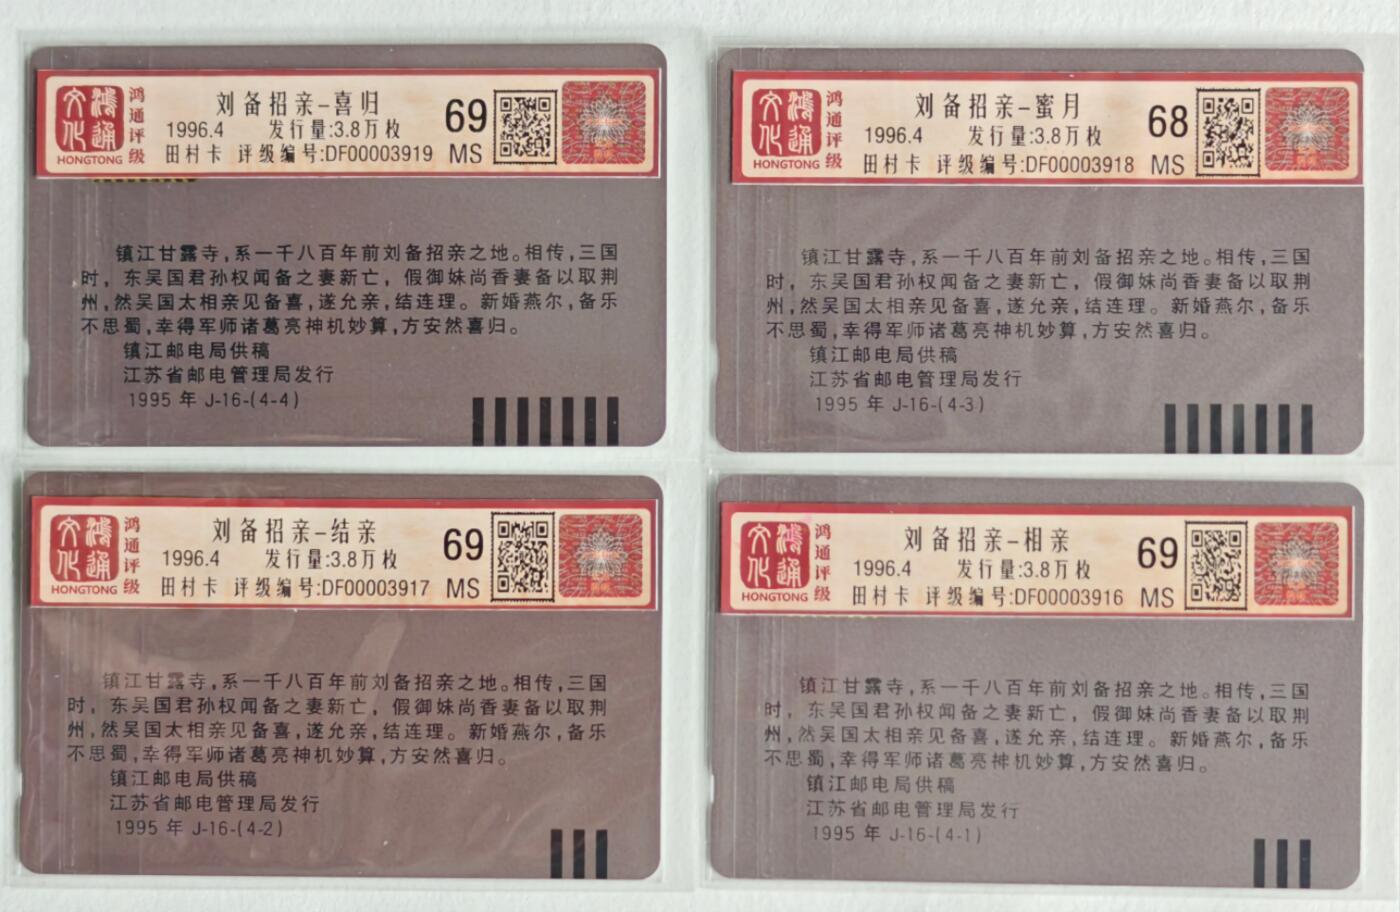 鸿通文化
HONGTONG
鸿通评级
刘备招亲-喜归
1996.4 发行量:3.8万枚
田村卡 评级编号:DF00003919
69
MS
镇江甘露寺,系一千八百年前刘备招亲之地。相传,三国
时,东吴国君孙权闻备之妻新亡,假御妹尚香妻备以取荆
州,然吴国太相亲见备喜,遂允亲,结连理。新婚燕尔,备乐
不思蜀,幸得军师诸葛亮神机妙算,方安然喜归。
镇江邮电局供稿
江苏省邮电管理局发行
1995 年 J-16-(4-4)
鸿通文化
HONGTONG
鸿通评级
刘备招亲-蜜月
1996.4 发行量:3.8万枚
田村卡 评级编号:DF00003918
68
MS
镇江甘露寺,系一千八百年前刘备招亲之地。相传,三国
时,东吴国君孙权闻备之妻新亡,假御妹尚香妻备以取荆
州,然吴国太相亲见备喜,遂允亲,结连理。新婚燕尔,备乐
不思蜀,幸得军师诸葛亮神机妙算,方安然喜归。
镇江邮电局供稿
江苏省邮电管理局发行
1995 年 J-16-(4-3)
鸿通文化
HONGTONG
鸿通评级
刘备招亲-结亲
1996.4 发行量:3.8万枚
田村卡 评级编号:DF00003917
69
MS
镇江甘露寺,系一千八百年前刘备招亲之地。相传,三国
时,东吴国君孙权闻备之妻新亡,假御妹尚香妻备以取荆
州,然吴国太相亲见备喜,遂允亲,结连理。新婚燕尔,备乐
不思蜀,幸得军师诸葛亮神机妙算,方安然喜归。
镇江邮电局供稿
江苏省邮电管理局发行
1995 年 J-16-(4-2)
鸿通文化
HONGTONG
鸿通评级
刘备招亲-相亲
1996.4 发行量:3.8万枚
田村卡 评级编号:DF00003916
69
MS
镇江甘露寺,系一千八百年前刘备招亲之地。相传,三国
时,东吴国君孙权闻备之妻新亡,假御妹尚香妻备以取荆
州,然吴国太相亲见备喜,遂允亲,结连理。新婚燕尔,备乐
不思蜀,幸得军师诸葛亮神机妙算,方安然喜归。
镇江邮电局供稿
江苏省邮电管理局发行
1995 年 J-16-(4-1)